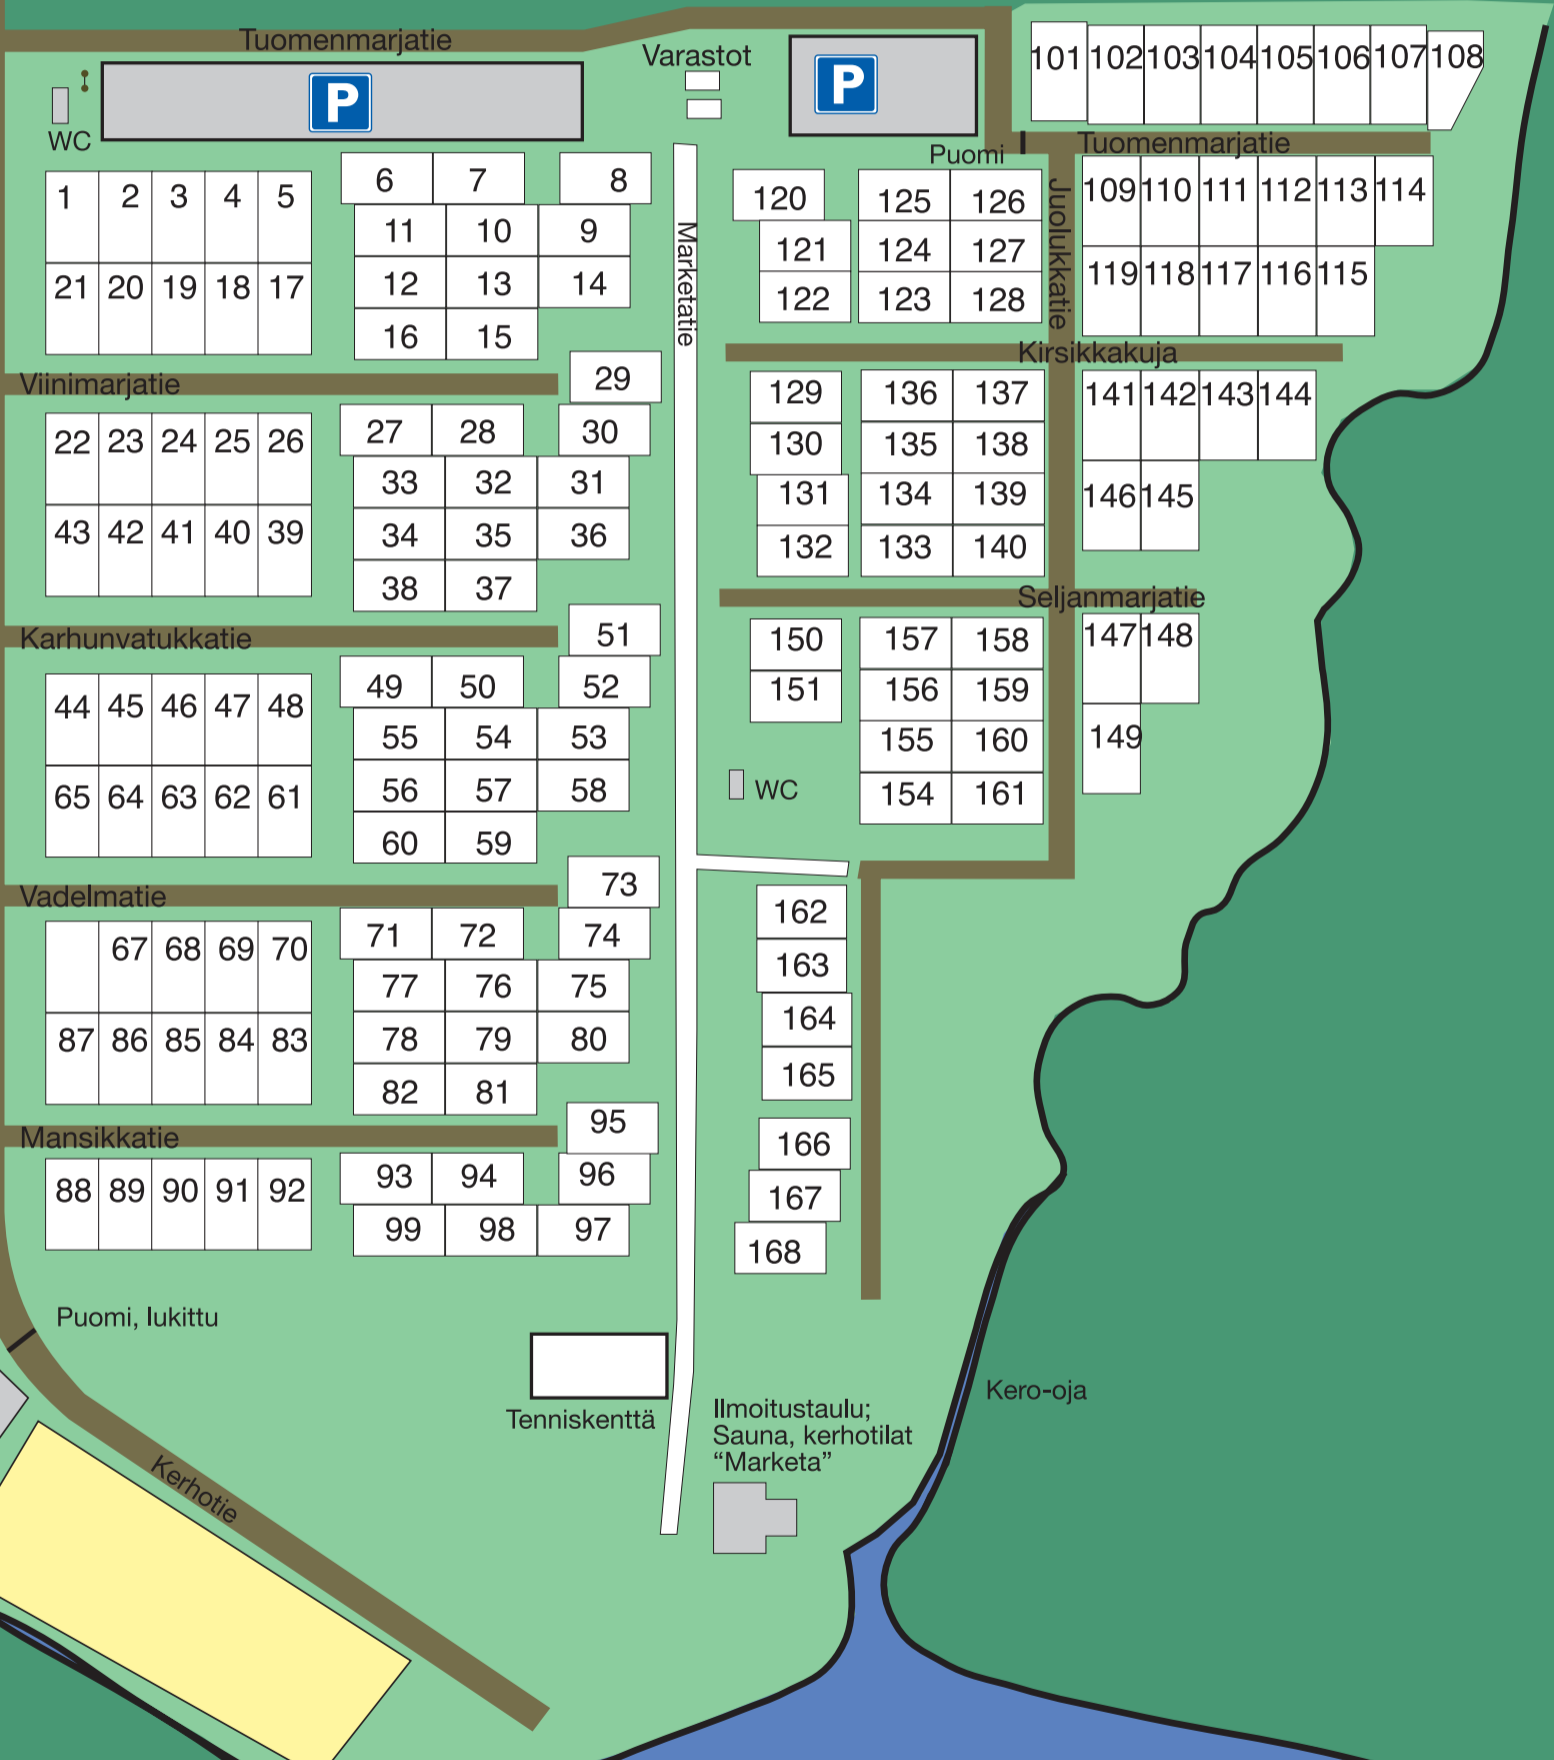 Tuomenmarjatie
Varastot
P
P
WC
Puomi
101 102 103 104 105 106 107 108
Tuomenmarjatie
1 2 3 4 5
21 20 19 18 17
6 7 8
11 10 9
12 13 14
16 15
Marketatie
120 125 126
121 124 127
122 123 128
Juolukkatie
109 110 111 112 113 114
119 118 117 116 115
Kirsikkakuja
Viinimarjatie
29
22 23 24 25 26
43 42 41 40 39
27 28 30
33 32 31
34 35 36
38 37
129 136 137
130 135 138
131 134 139
132 133 140
141 142 143 144
146 145
Seljanmarjatie
Karhunvatukkatie
51
44 45 46 47 48
65 64 63 62 61
49 50 52
55 54 53
56 57 58
60 59
150 157 158
151 156 159
155 160
154 161
WC
147 148
149
Vadelmatie
73
67 68 69 70
87 86 85 84 83
71 72 74
77 76 75
78 79 80
82 81
162
163
164
165
166
167
168
Mansikkatie
95
88 89 90 91 92
93 94 96
99 98 97
Puomi, lukittu
Kerhotie
Tenniskenttä
Ilmoitustaulu;
Sauna, kerhotilat
“Marketa”
Kero-oja